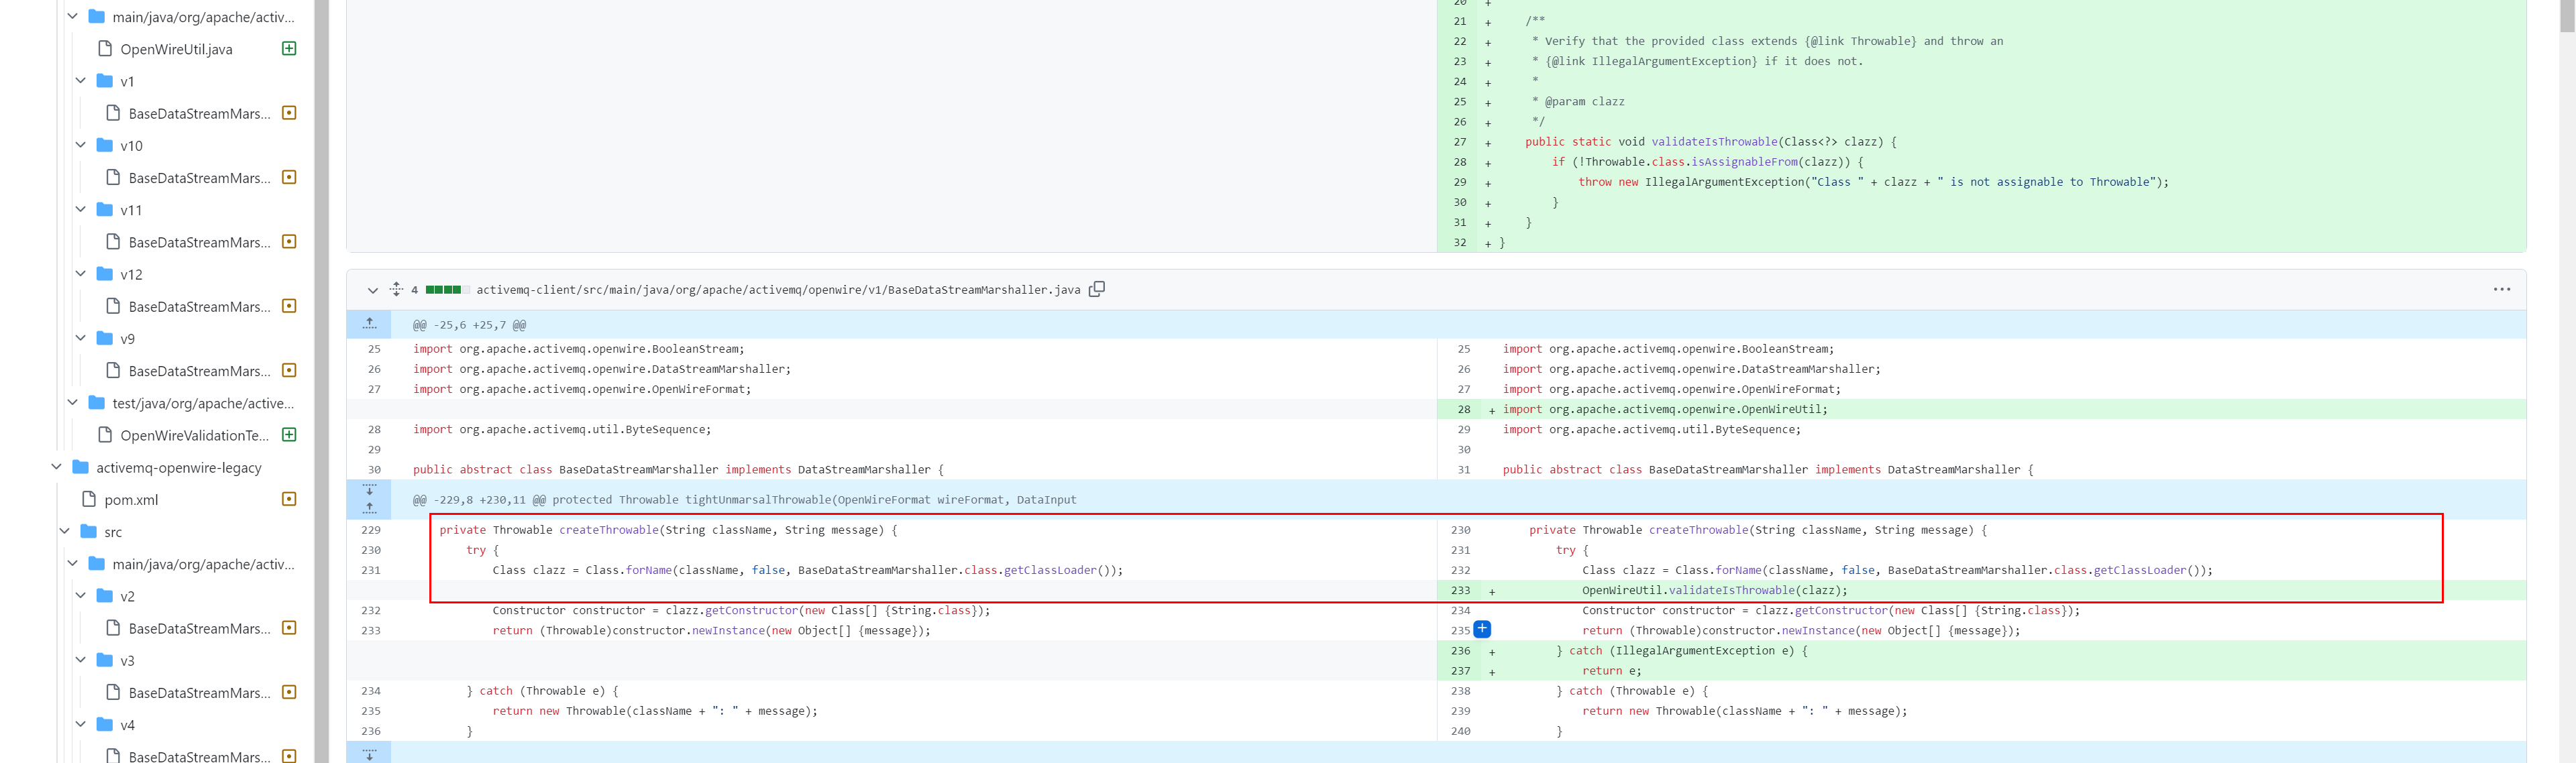 main/java/org/apache/activ...
OpenWireUtil.java
v1
BaseDataStreamMars...
v10
BaseDataStreamMars...
v11
BaseDataStreamMars...
v12
BaseDataStreamMars...
v9
BaseDataStreamMars...
test/java/org/apache/active...
OpenWireValidationTe...
activemq-openwire-legacy
pom.xml
src
main/java/org/apache/activ...
v2
BaseDataStreamMars...
v3
BaseDataStreamMars...
v4
BaseDataStreamMars...
20 +
21 + /**
22 + * Verify that the provided class extends {@link Throwable} and throw an
23 + * {@link IllegalArgumentException} if it does not.
24 + *
25 + * @param clazz
26 + */
27 + public static void validateIsThrowable(Class<?> clazz) {
28 + if (!Throwable.class.isAssignableFrom(clazz)) {
29 + throw new IllegalArgumentException("Class " + clazz + " is not assignable to Throwable");
30 + }
31 + }
32 + }
4 activemq-client/src/main/java/org/apache/activemq/openwire/v1/BaseDataStreamMarshaller.java
@@ -25,6 +25,7 @@
25 import org.apache.activemq.openwire.BooleanStream;
26 import org.apache.activemq.openwire.DataStreamMarshaller;
27 import org.apache.activemq.openwire.OpenWireFormat;
28 import org.apache.activemq.util.ByteSequence;
29
30 public abstract class BaseDataStreamMarshaller implements DataStreamMarshaller {
25 import org.apache.activemq.openwire.BooleanStream;
26 import org.apache.activemq.openwire.DataStreamMarshaller;
27 import org.apache.activemq.openwire.OpenWireFormat;
28 + import org.apache.activemq.openwire.OpenWireUtil;
29 import org.apache.activemq.util.ByteSequence;
30
31 public abstract class BaseDataStreamMarshaller implements DataStreamMarshaller {
@@ -229,8 +230,11 @@ protected Throwable tightUnmarsalThrowable(OpenWireFormat wireFormat, DataInput
229 private Throwable createThrowable(String className, String message) {
230 try {
231 Class clazz = Class.forName(className, false, BaseDataStreamMarshaller.class.getClassLoader());
232 Constructor constructor = clazz.getConstructor(new Class[] {String.class});
233 return (Throwable)constructor.newInstance(new Object[] {message});
234 } catch (Throwable e) {
235 return new Throwable(className + ": " + message);
236 }
230 private Throwable createThrowable(String className, String message) {
231 try {
232 Class clazz = Class.forName(className, false, BaseDataStreamMarshaller.class.getClassLoader());
233 + OpenWireUtil.validateIsThrowable(clazz);
234 Constructor constructor = clazz.getConstructor(new Class[] {String.class});
235 + return (Throwable)constructor.newInstance(new Object[] {message});
236 + } catch (IllegalArgumentException e) {
237 + return e;
238 } catch (Throwable e) {
239 return new Throwable(className + ": " + message);
240 }